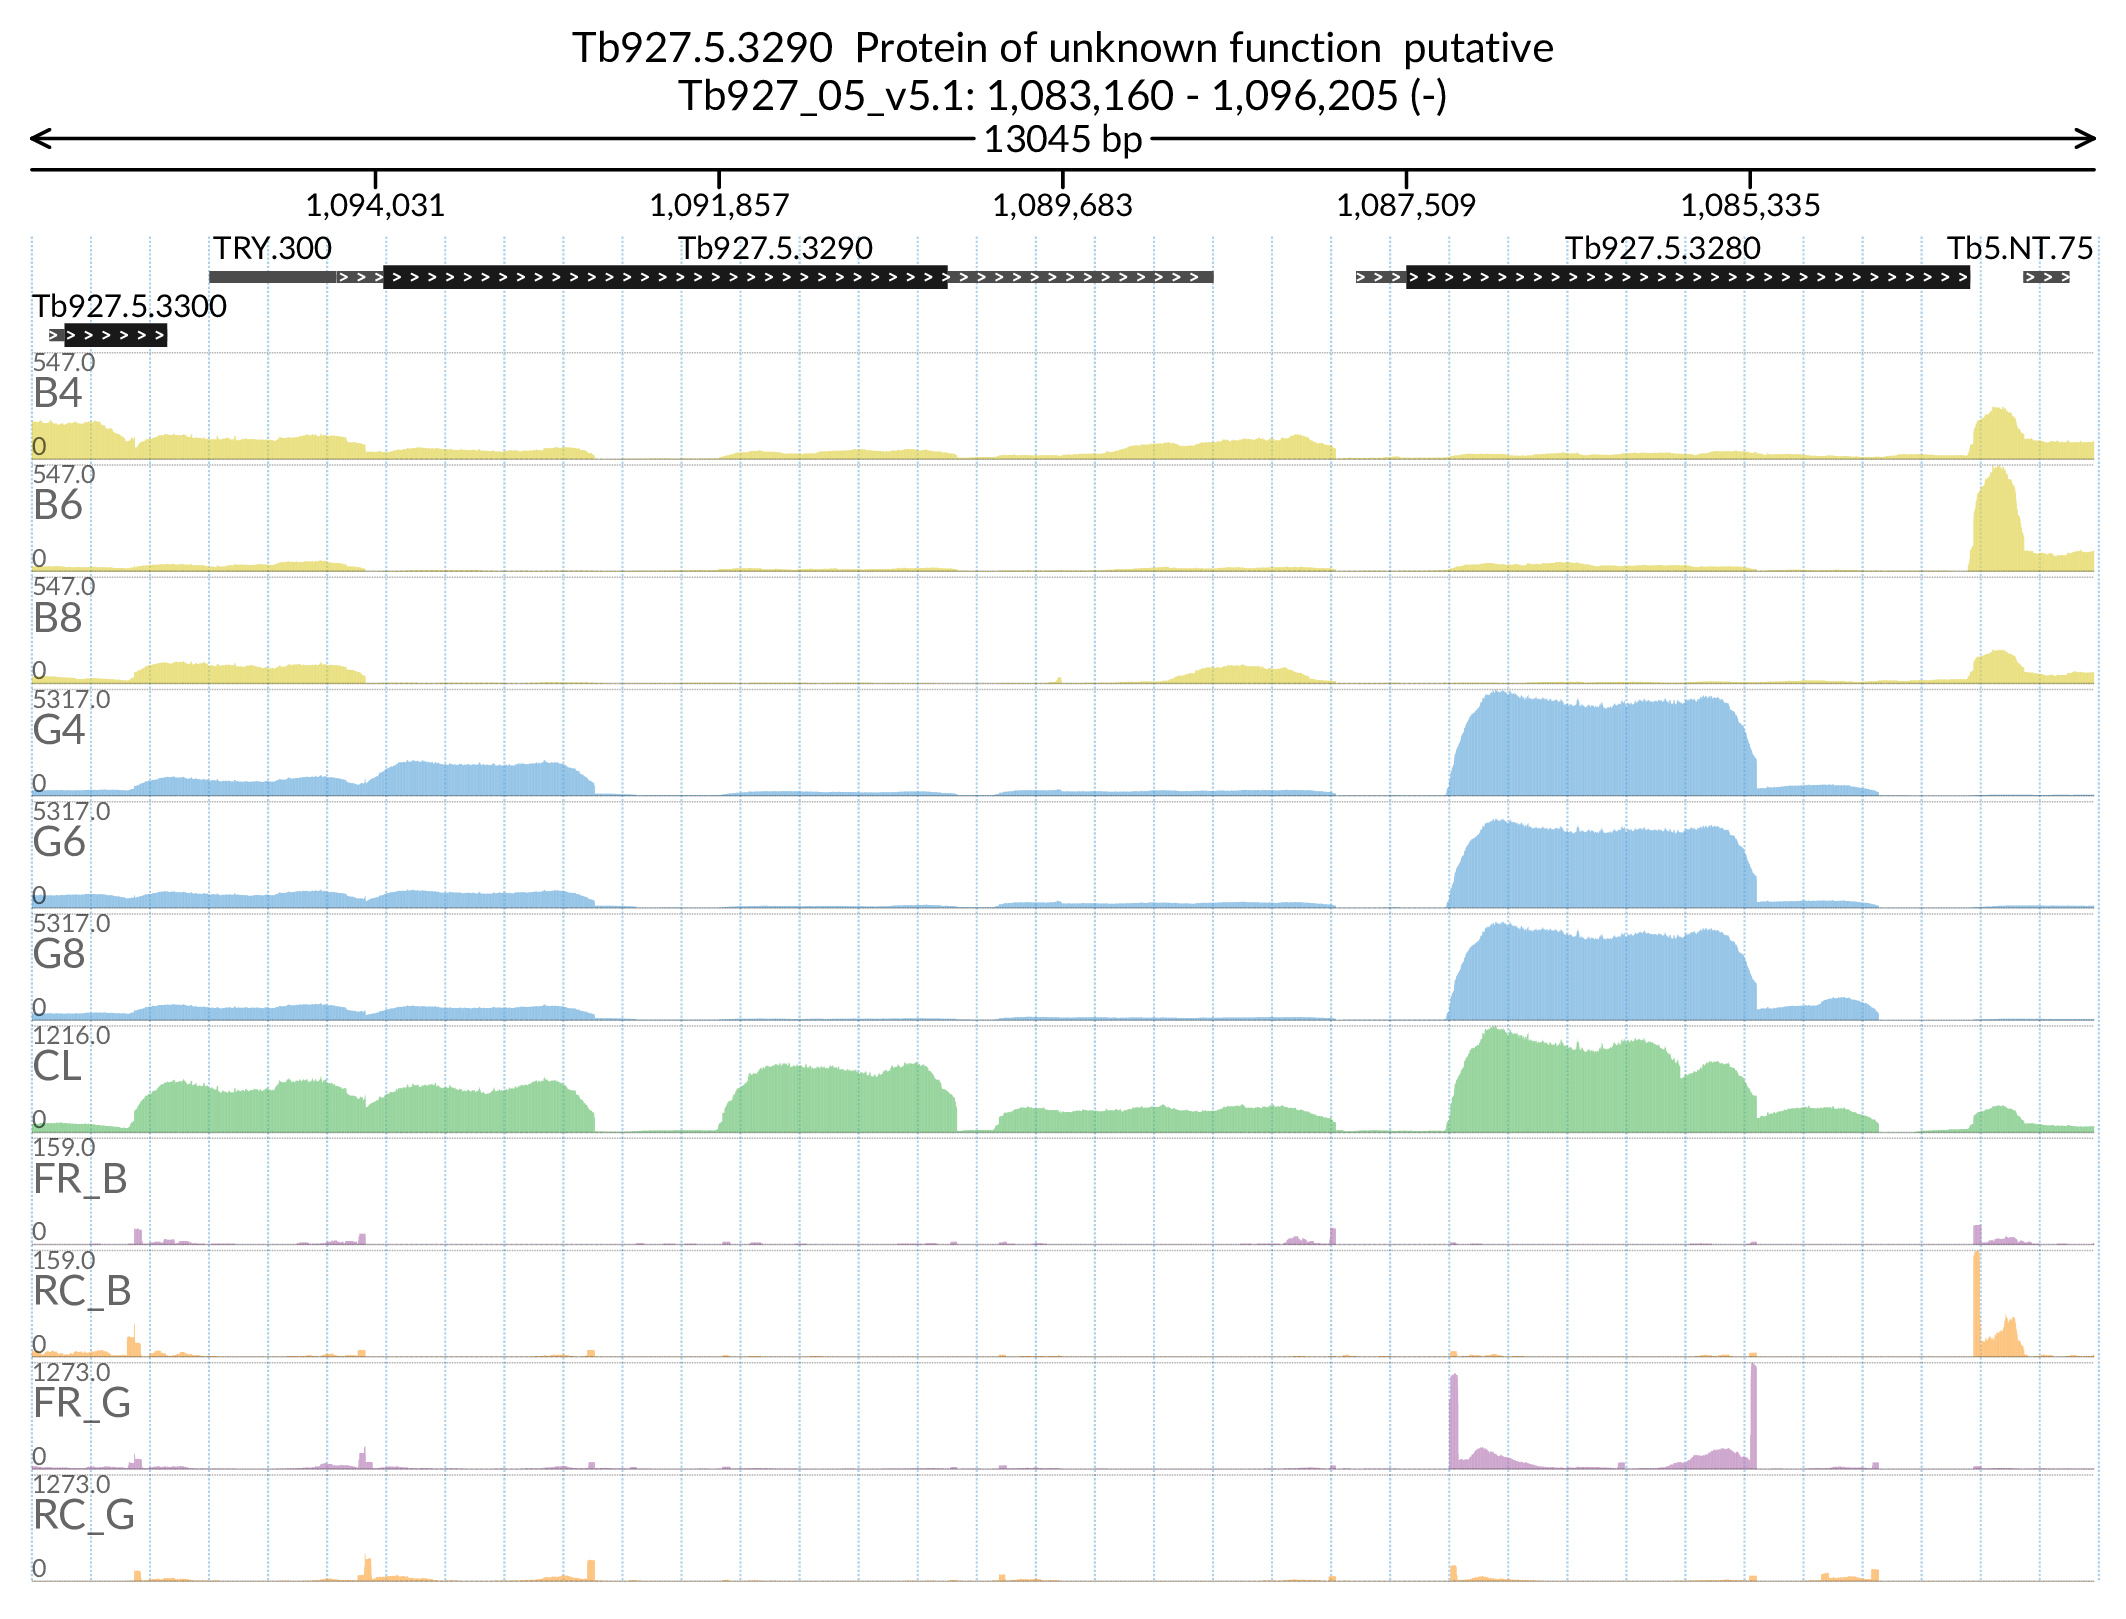 Tb927.5.3290 Protein of unknown function putative
Tb927_05_v5.1: 1,083,160 - 1,096,205 (-)
13045 bp
1,094,031 1,091,857 1,089,683 1,087,509 1,085,335
TRY.300 Tb927.5.3290 Tb927.5.3280 Tb5.NT.75
Tb927.5.3300
547.0
B4
0
547.0
B6
0
547.0
B8
0
5317.0
G4
0
5317.0
G6
0
5317.0
G8
0
1216.0
CL
0
159.0
FR_B
0
159.0
RC_B
0
1273.0
FR_G
0
1273.0
RC_G
0